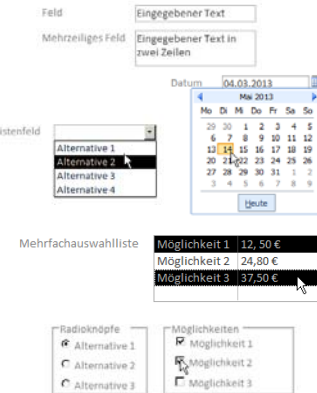 Feld Eingegebener Text
Mehrzeiliges Feld Eingegebener Text in
zwei Zeilen
Datum 04.03.2013
Mai 2013
Mo Di Mi Do Fr Sa So
29 30 1 2 3 4 5
6 7 8 9 10 11 12
13 14 15 16 17 18 19
20 21 22 23 24 25 26
27 28 29 30 31 1 2
3 4 5 6 7 8 9
Heute
istenfeld
Alternative 1
Alternative 2
Alternative 3
Alternative 4
Mehrfachauswahlliste Möglichkeit 1 12,50 €
Möglichkeit 2 24,80 €
Möglichkeit 3 37,50 €
Radioknöpfe Möglichkeiten
Alternative 1 Möglichkeit 1
Alternative 2 Möglichkeit 2
Alternative 3 Möglichkeit 3